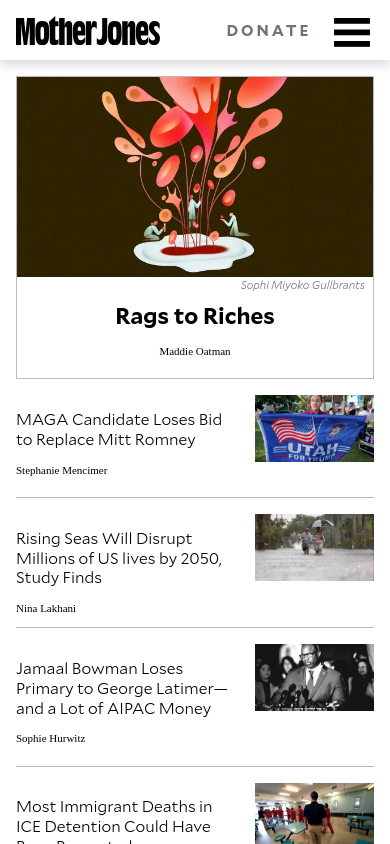 Mother Jones
DONATE
Sophi Miyoko Gullbrants
Rags to Riches
Maddie Oatman
MAGA Candidate Loses Bid
to Replace Mitt Romney
Stephanie Mencimer
UTAH
FOR TRUMP
Rising Seas Will Disrupt
Millions of US lives by 2050,
Study Finds
Nina Lakhani
Jamaal Bowman Loses
Primary to George Latimer—
and a Lot of AIPAC Money
Sophie Hurwitz
Most Immigrant Deaths in
ICE Detention Could Have